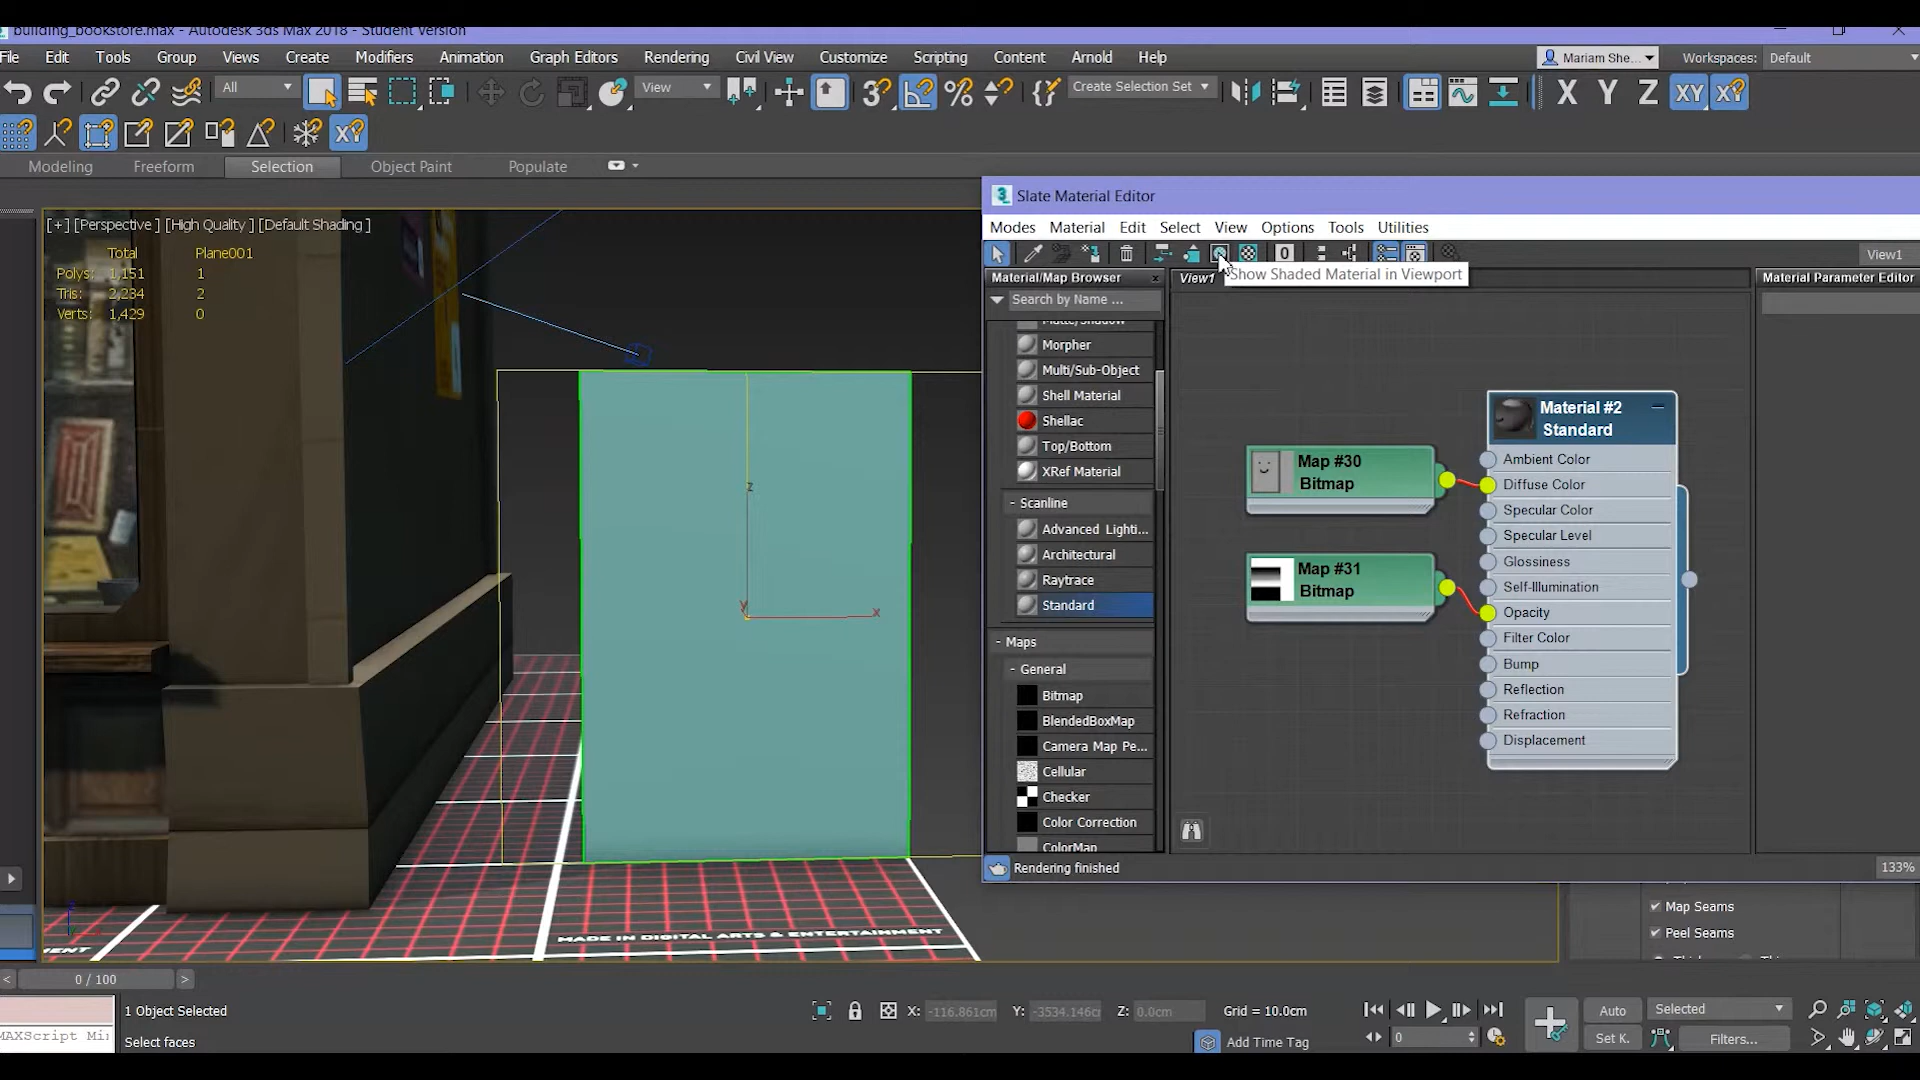 building_bookstore.max - Autodesk 3ds Max 2018 - Student Version
File Edit Tools Group Views Create Modifiers Animation Graph Editors Rendering Civil View Customize Scripting Content Arnold Help
Mariam She...
Workspaces: Default
All
View
Create Selection Set
X Y Z XY
Modeling Freeform Selection Object Paint Populate
Slate Material Editor
Modes Material Edit Select View Options Tools Utilities
[+] [Perspective ] [High Quality ] [Default Shading ]
Total Plane001
Polys: 1,151 1
Tris: 2,234 2
Verts: 1,429 0
Show Shaded Material in Viewport
View1
Material/Map Browser
View1
Material Parameter Editor
Search by Name ...
Matte/Shadow
Morpher
Multi/Sub-Object
Shell Material
Shellac
Top/Bottom
XRef Material
- Scanline
Advanced Lighti...
Architectural
Raytrace
Standard
- Maps
- General
Bitmap
BlendedBoxMap
Camera Map Pe...
Cellular
Checker
Color Correction
ColorMap
Map #30
Bitmap
Map #31
Bitmap
Material #2
Standard
Ambient Color
Diffuse Color
Specular Color
Specular Level
Glossiness
Self-Illumination
Opacity
Filter Color
Bump
Reflection
Refraction
Displacement
z
y
x
Rendering finished
133%
Map Seams
Peel Seams
MADE IN DIGITAL ARTS & ENTERTAINMENT
0 / 100
1 Object Selected
Select faces
MAXScript Mi
X: -116.861cm Y: -3534.146c Z: 0.0cm Grid = 10.0cm
Add Time Tag
0
Auto
Selected
Set K.
Filters...